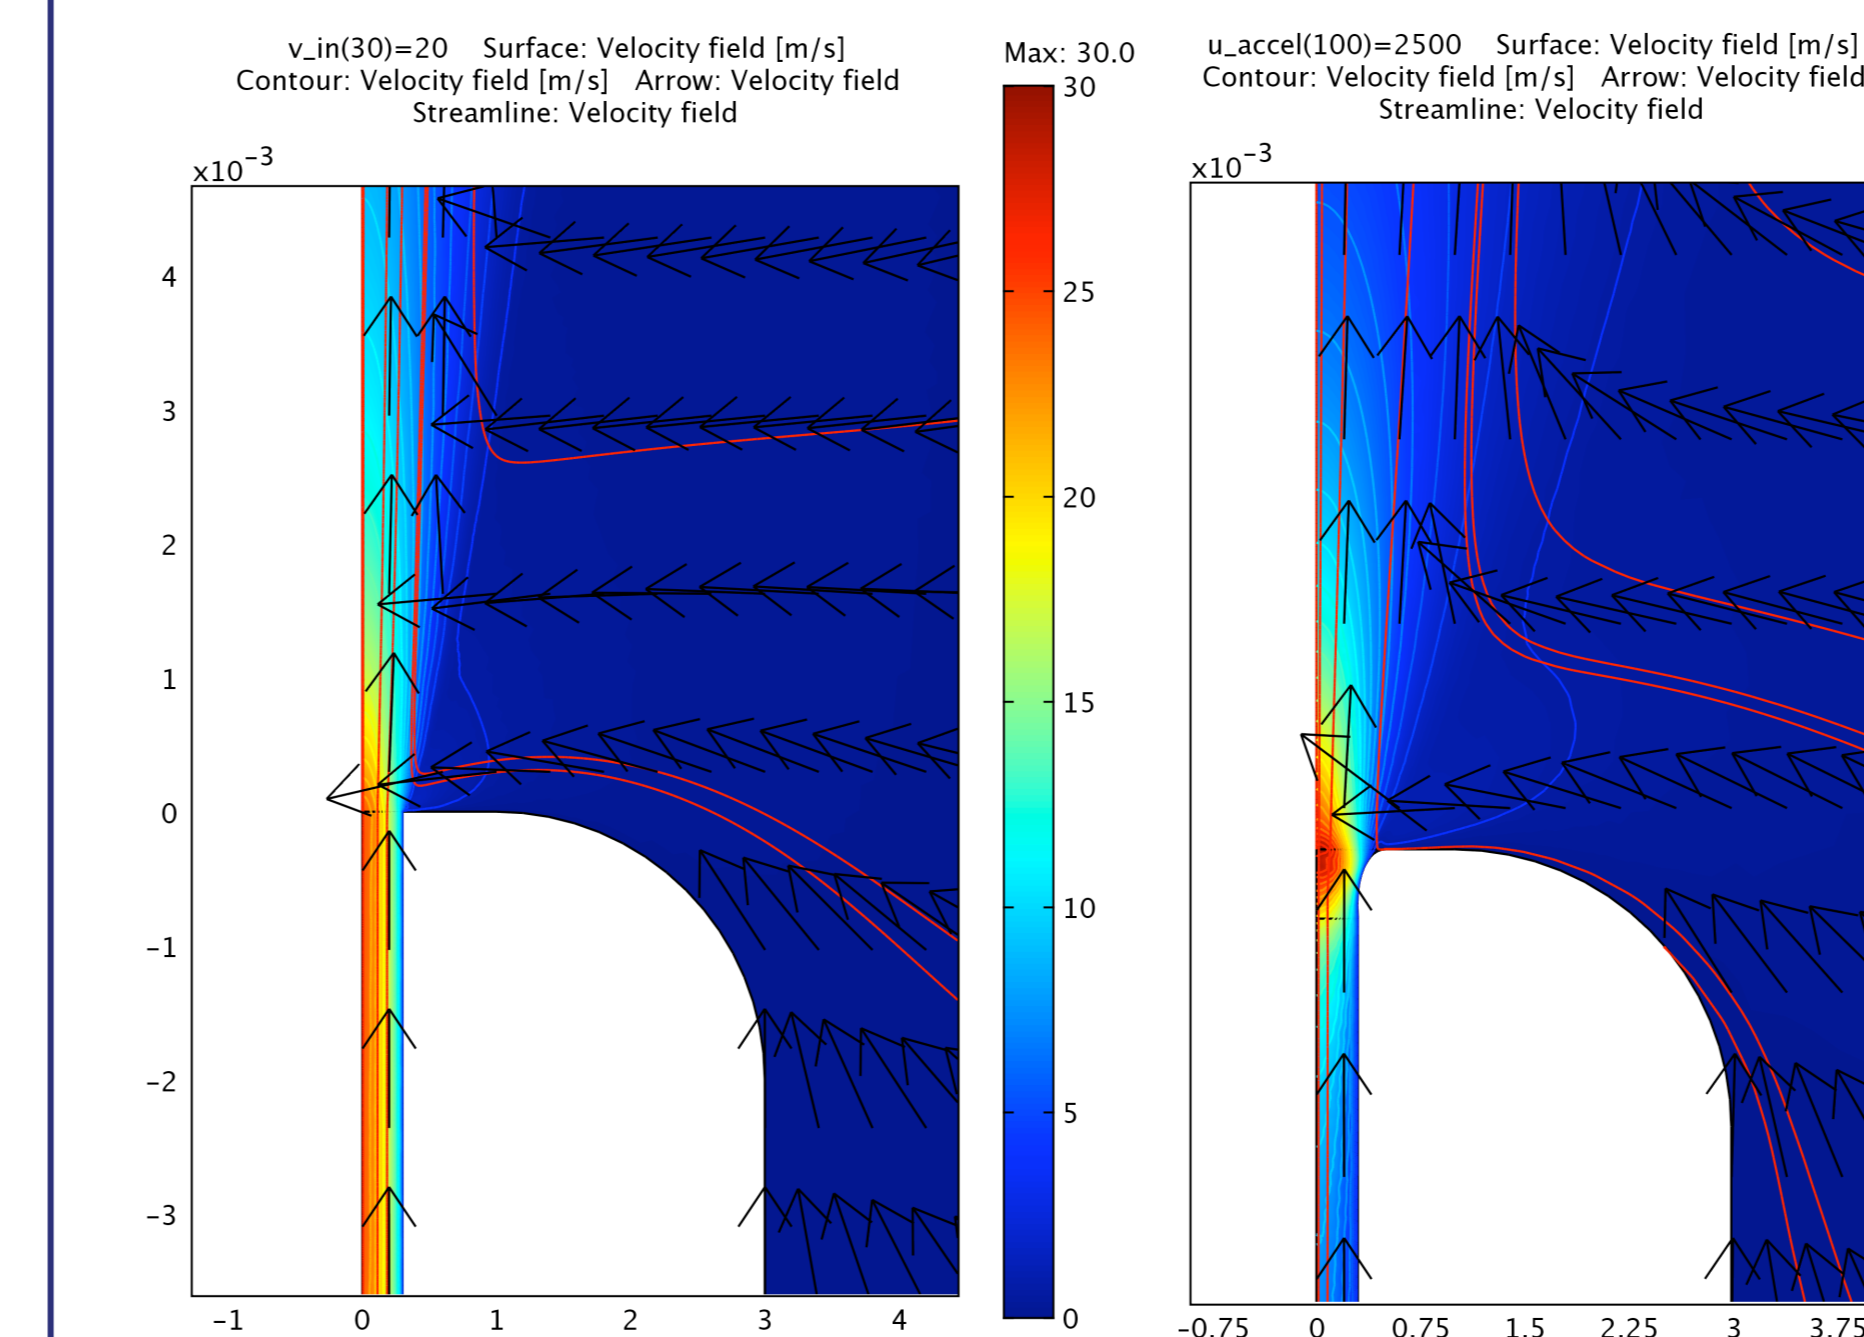 v_in(30)=20 Surface: Velocity field [m/s]
Contour: Velocity field [m/s] Arrow: Velocity field
Streamline: Velocity field
x10-3
4
3
2
1
0
-1
-2
-3
-1 0 1 2 3 4
Max: 30.0
30
25
20
15
10
5
0
u_accel(100)=2500 Surface: Velocity field [m/s]
Contour: Velocity field [m/s] Arrow: Velocity field
Streamline: Velocity field
x10-3
-0.75 0 0.75 1.5 2.25 3 3.75